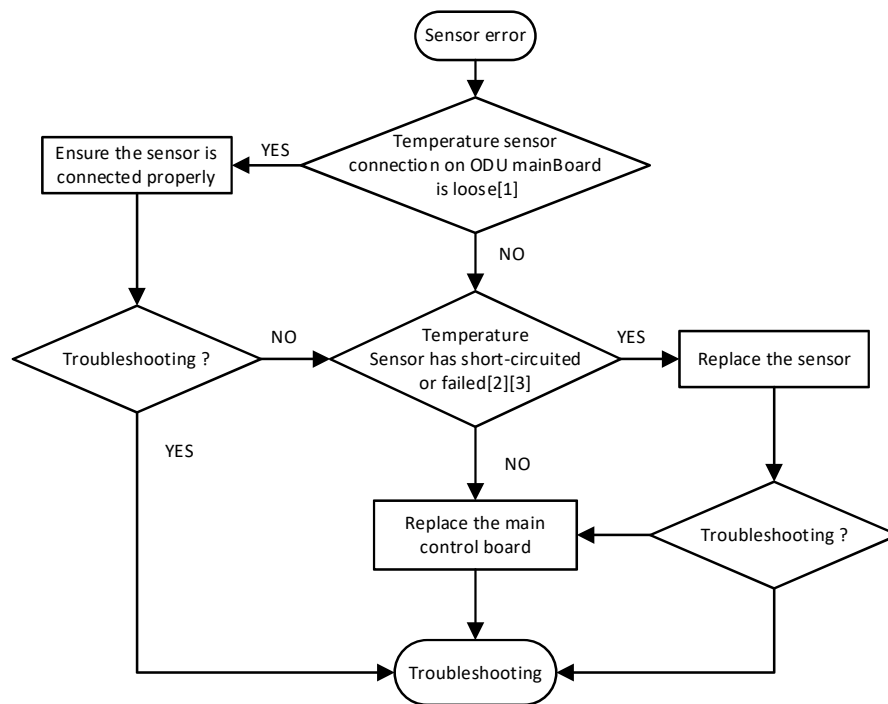 Sensor error
Temperature sensor
connection on ODU mainBoard
is loose[1]
YES
Ensure the sensor is
connected properly
NO
Troubleshooting ?
NO
Temperature
Sensor has short-circuited
or failed[2][3]
YES
Replace the sensor
YES
NO
Replace the main
control board
Troubleshooting ?
Troubleshooting